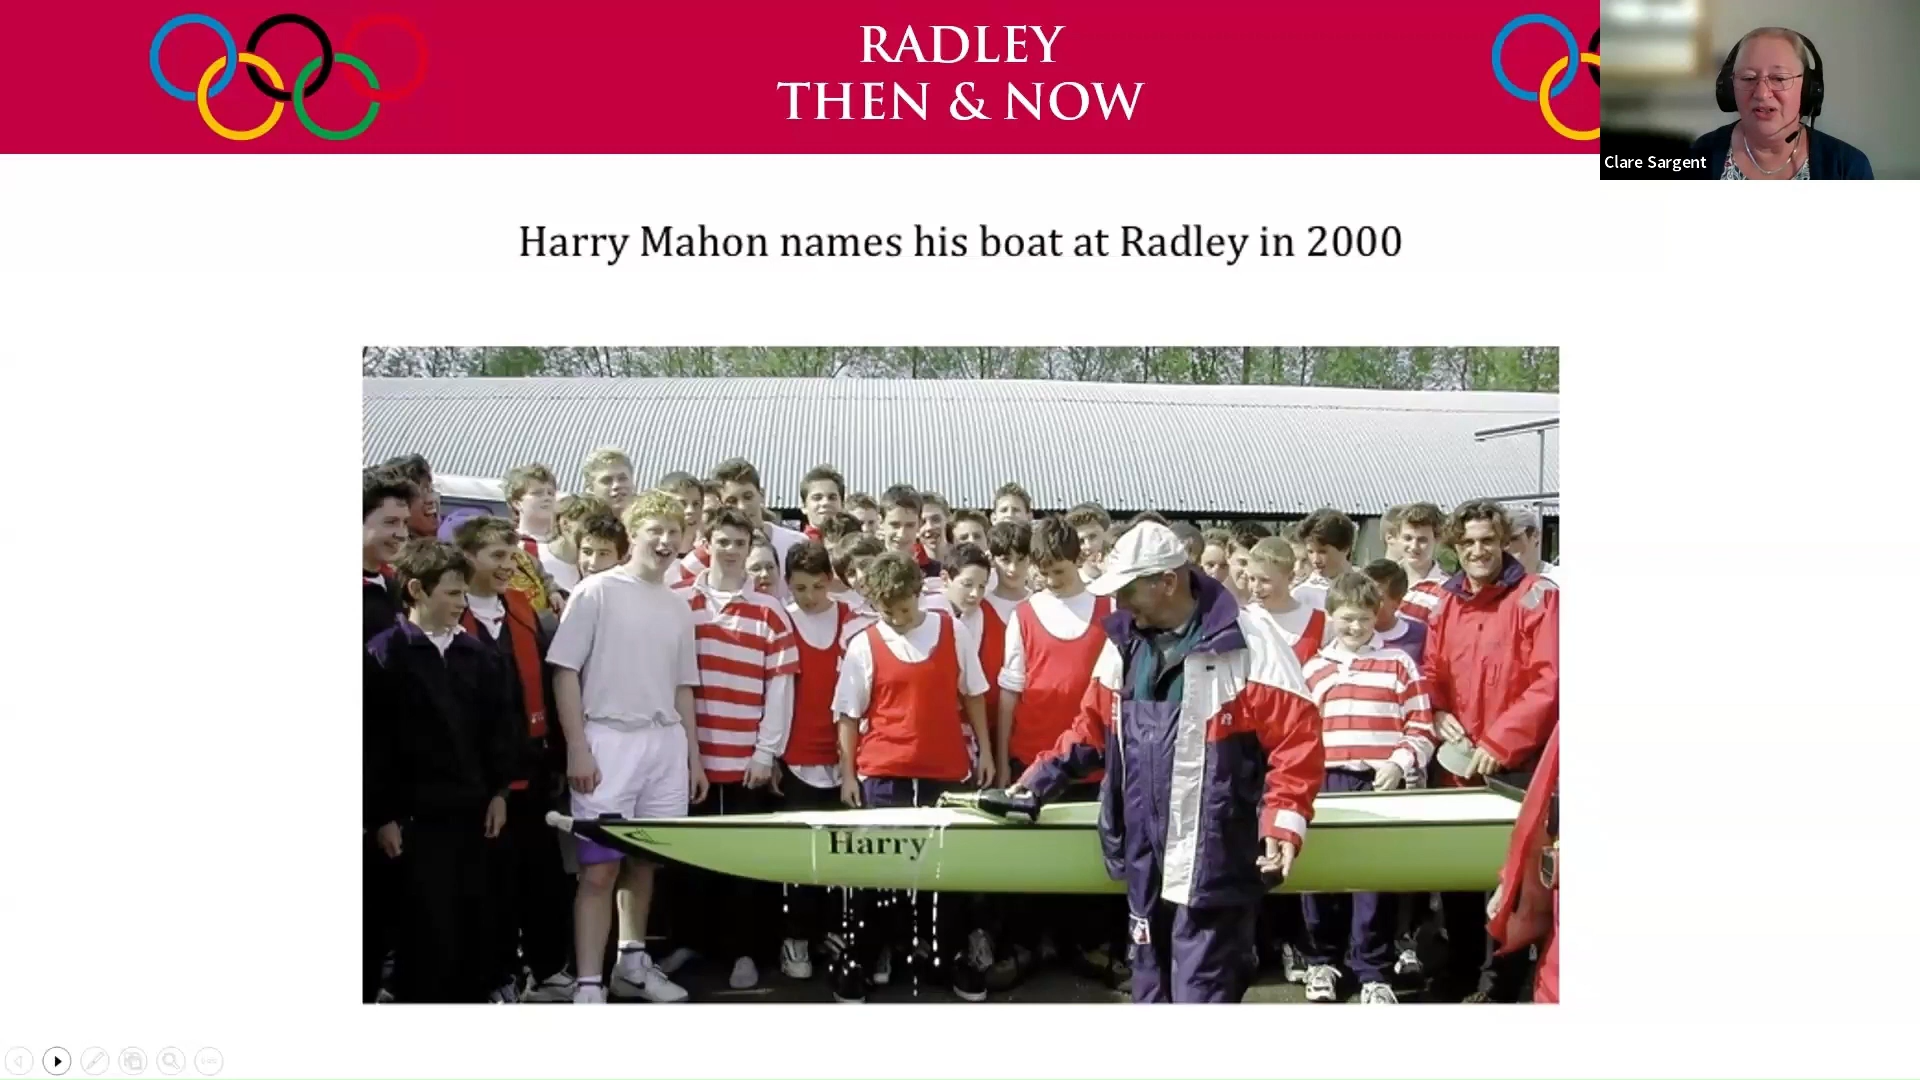 RADLEY
THEN & NOW
Clare Sargent
Harry Mahon names his boat at Radley in 2000
Harry